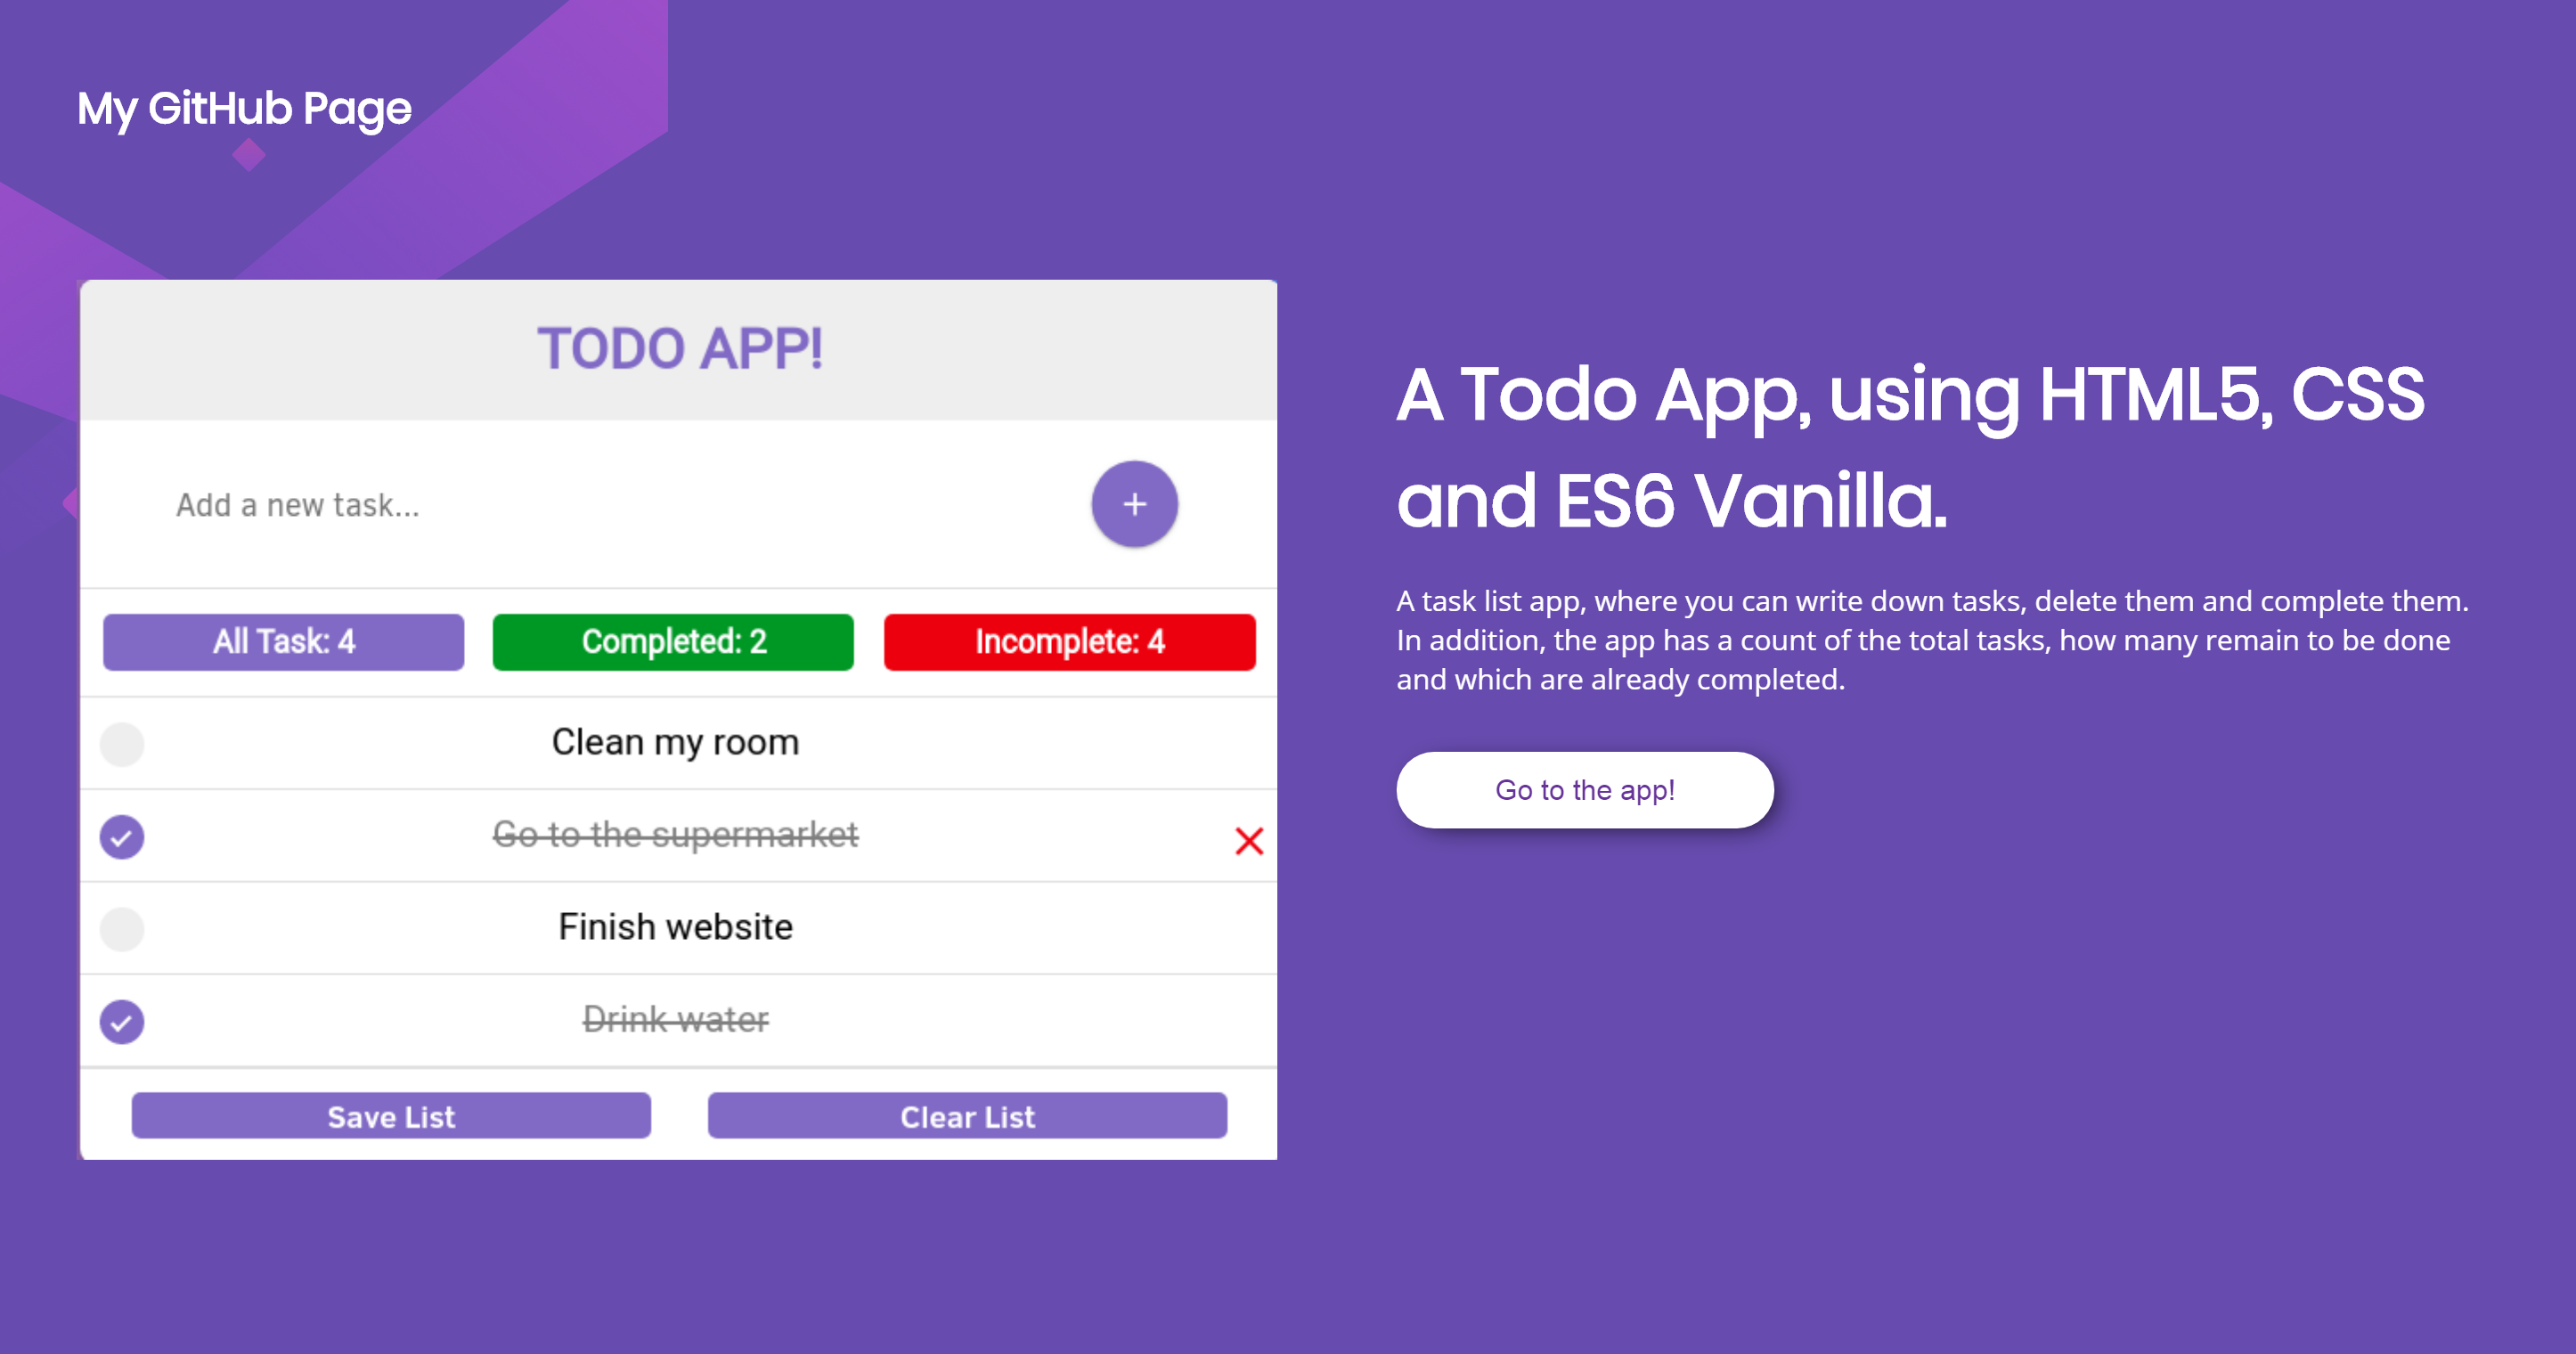 My GitHub Page
TODO APP!
Add a new task...
+
All Task: 4
Completed: 2
Incomplete: 4
Clean my room
Go to the supermarket
Finish website
Drink water
Save List
Clear List
A Todo App, using HTML5, CSS
and ES6 Vanilla.
A task list app, where you can write down tasks, delete them and complete them.
In addition, the app has a count of the total tasks, how many remain to be done
and which are already completed.
Go to the app!